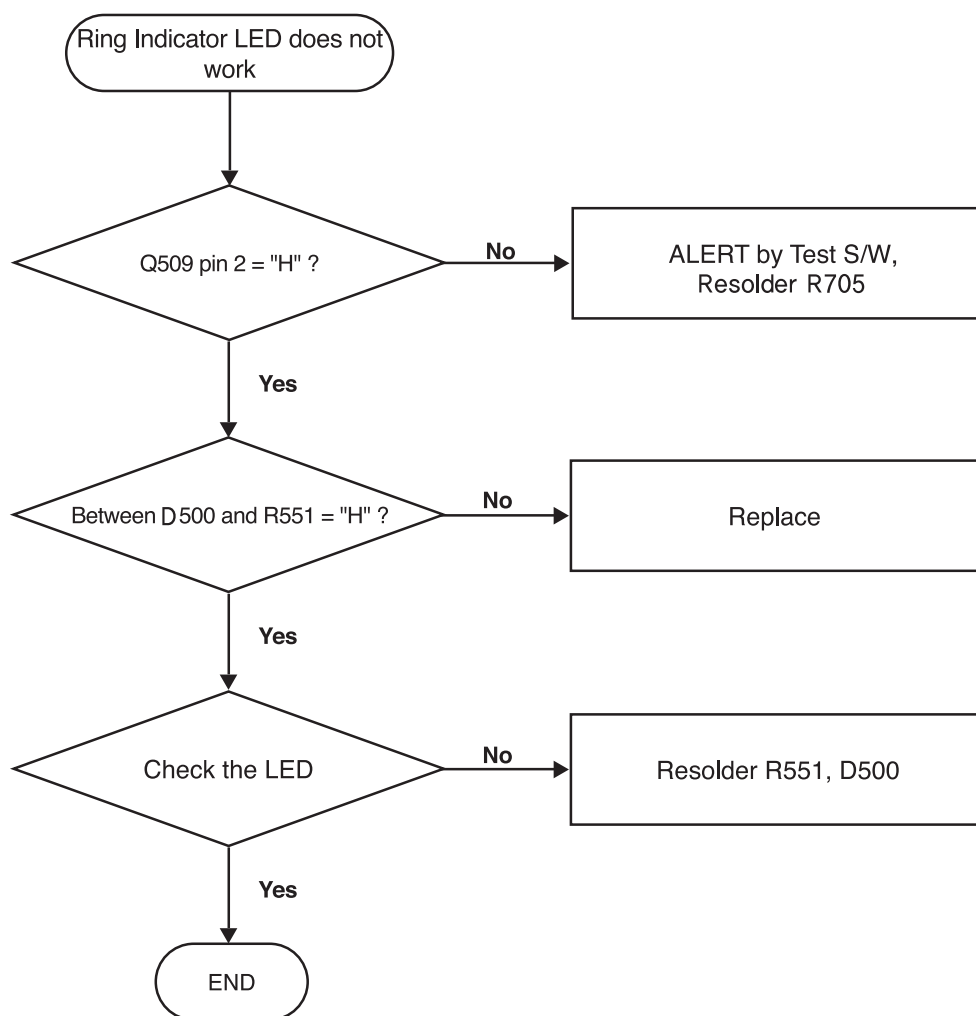 Ring Indicator LED does not
work
Q509 pin 2 = "H" ?
No
ALERT by Test S/W,
Resolder R705
Yes
Between D500 and R551 = "H" ?
No
Replace
Yes
Check the LED
No
Resolder R551, D500
Yes
END